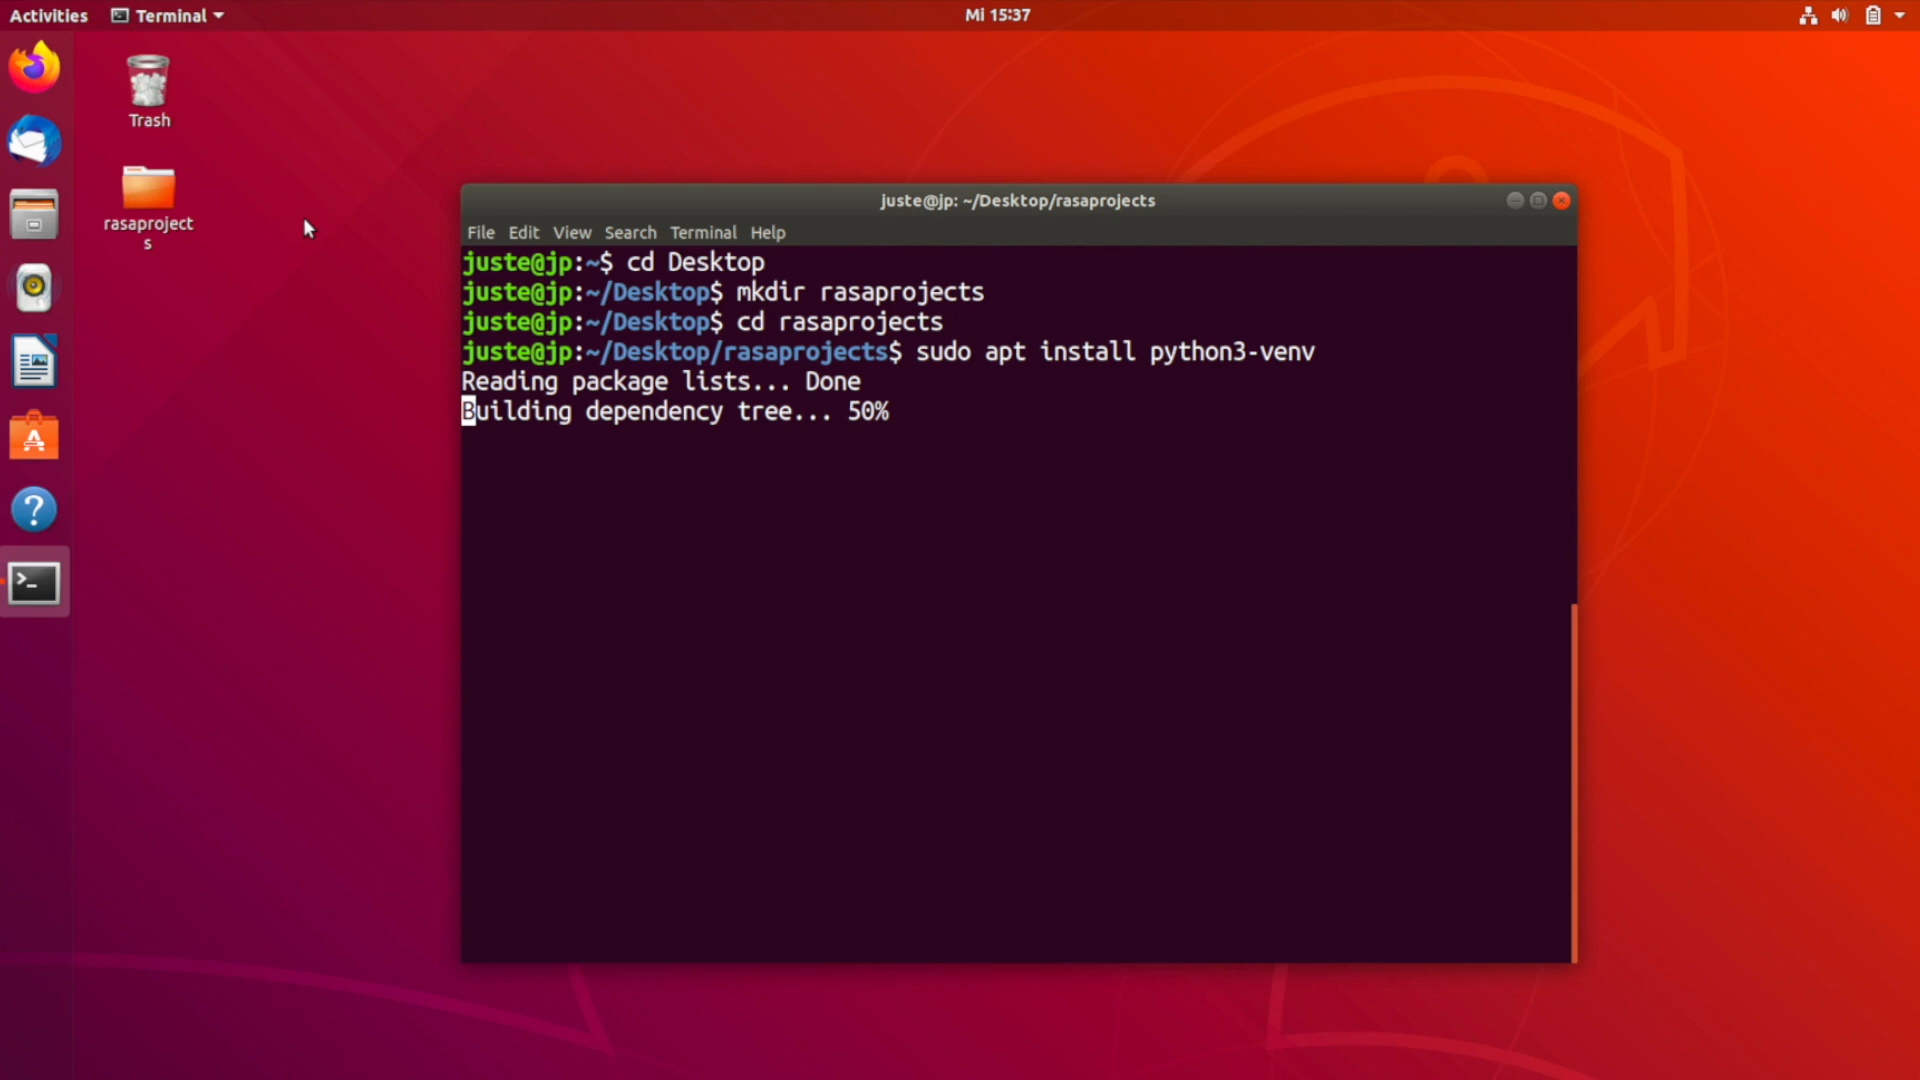 Activities
Terminal
Mi 15:37
Trash
rasaproject
s
juste@jp: ~/Desktop/rasaprojects
File Edit View Search Terminal Help
juste@jp:~$ cd Desktop
juste@jp:~/Desktop$ mkdir rasaprojects
juste@jp:~/Desktop$ cd rasaprojects
juste@jp:~/Desktop/rasaprojects$ sudo apt install python3-venv
Reading package lists... Done
Building dependency tree... 50%